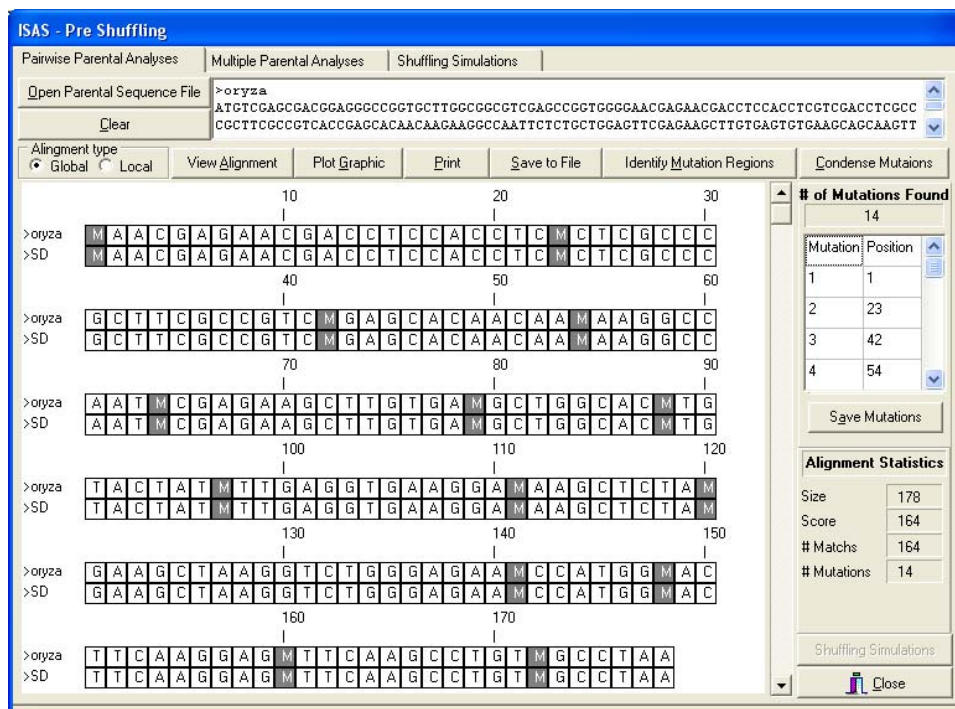 ISAS - Pre Shuffling
Pairwise Parental Analyses Multiple Parental Analyses Shuffling Simulations
Open Parental Sequence File
>oryza
ATGTCGAGCGACGGAGGGCCGGTGCTTGGCGGCGTCGAGCCGGTGGGGAACGAGAACGACCTCCACCTCGTCGACCTCGCC
Clear
CGCTTCGCCGTCACCGAGCACAACAAGAAGGCCAATTCTCTGCTGGAGTTCGAGAAGCTTGTGAGTGTGAAGCAGCAAGTT
Alingment type
Global Local View Alignment Plot Graphic Print Save to File Identify Mutation Regions Condense Mutaions
10 20 30
>oryza M A A C G A G A A C G A C C T C C A C C T C M C T C G C C C
>SD M A A C G A G A A C G A C C T C C A C C T C M C T C G C C C
40 50 60
>oryza G C T T C G C C G T C M G A G C A C A A C A A M A A G G C C
>SD G C T T C G C C G T C M G A G C A C A A C A A M A A G G C C
70 80 90
>oryza A A T M C G A G A A G C T T G T G A M G C T G G C A C M T G
>SD A A T M C G A G A A G C T T G T G A M G C T G G C A C M T G
100 110 120
>oryza T A C T A T M T T G A G G T G A A G G A M A A G C T C T A M
>SD T A C T A T M T T G A G G T G A A G G A M A A G C T C T A M
130 140 150
>oryza G A A G C T A A G G T C T G G G A G A A M C C A T G G M A C
>SD G A A G C T A A G G T C T G G G A G A A M C C A T G G M A C
160 170
>oryza T T C A A G G A G M T T C A A G C C T G T M G C C T A A
>SD T T C A A G G A G M T T C A A G C C T G T M G C C T A A
# of Mutations Found
14
Mutation Position
1 1
2 23
3 42
4 54
Save Mutations
Alignment Statistics
Size 178
Score 164
# Matchs 164
# Mutations 14
Shuffling Simulations
Close